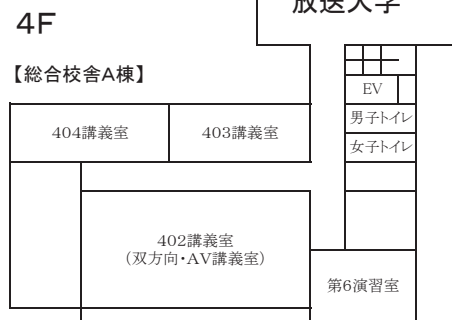 放送大学
4F
【総合校舎A棟】
EV
男子トイレ
404講義室
403講義室
女子トイレ
402講義室
（双方向・AV講義室）
第6演習室